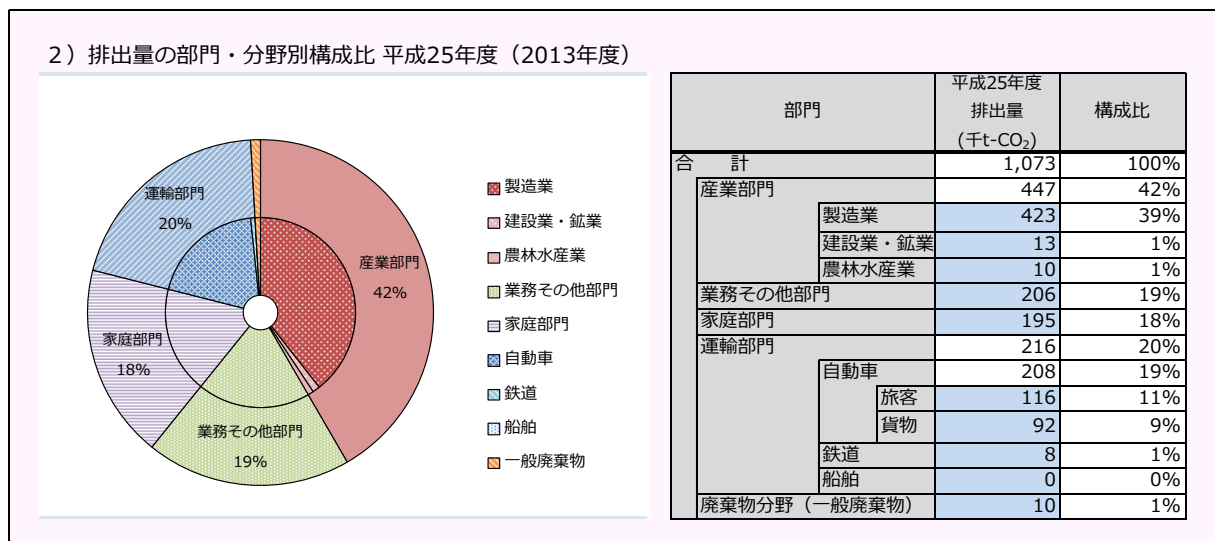 ２）排出量の部門・分野別構成比 平成25年度（2013年度）
運輸部門
20%
産業部門
42%
家庭部門
18%
業務その他部門
19%
製造業
建設業・鉱業
農林水産業
業務その他部門
家庭部門
自動車
鉄道
船舶
一般廃棄物
部門 平成25年度 排出量 (千t-CO₂) 構成比
合　計 1,073 100%
産業部門 447 42%
製造業 423 39%
建設業・鉱業 13 1%
農林水産業 10 1%
業務その他部門 206 19%
家庭部門 195 18%
運輸部門 216 20%
自動車 208 19%
旅客 116 11%
貨物 92 9%
鉄道 8 1%
船舶 0 0%
廃棄物分野（一般廃棄物） 10 1%